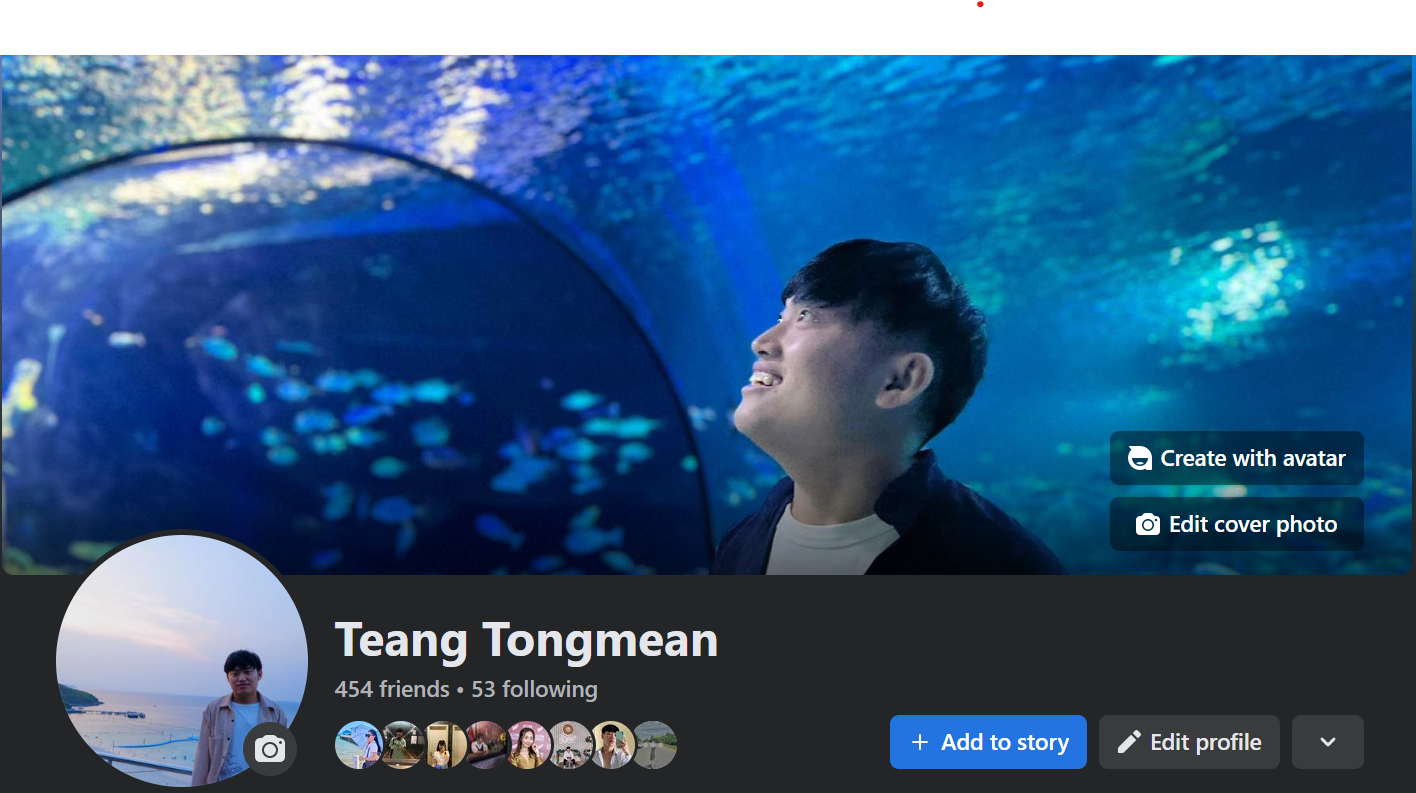 Create with avatar
Edit cover photo
Teang Tongmean
454 friends • 53 following
+ Add to story
Edit profile